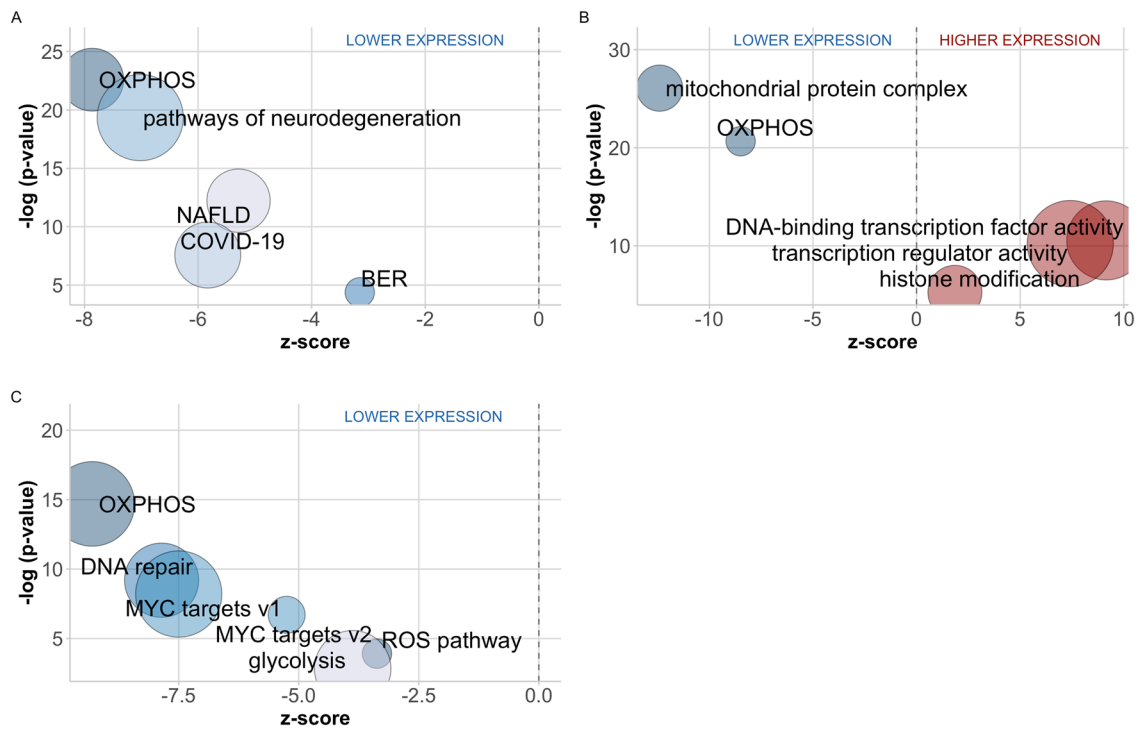 A
LOWER EXPRESSION
25
20
15
10
5
-log (p-value)
OXPHOS
pathways of neurodegeneration
NAFLD
COVID-19
BER
-8 -6 -4 -2 0
z-score
B
LOWER EXPRESSION HIGHER EXPRESSION
30
20
10
-log (p-value)
mitochondrial protein complex
OXPHOS
DNA-binding transcription factor activity
transcription regulator activity
histone modification
-10 -5 0 5 10
z-score
C
LOWER EXPRESSION
20
15
10
5
-log (p-value)
OXPHOS
DNA repair
MYC targets v1
MYC targets v2 ROS pathway
glycolysis
-7.5 -5.0 -2.5 0.0
z-score